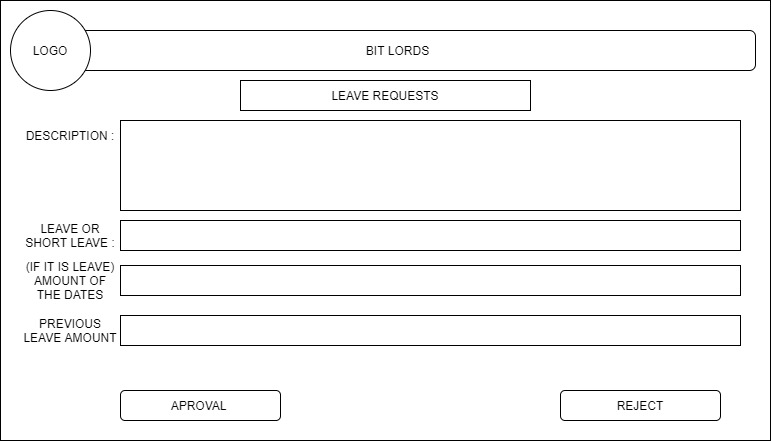 LOGO
BIT LORDS
LEAVE REQUESTS
DESCRIPTION :
LEAVE OR
SHORT LEAVE :
(IF IT IS LEAVE)
AMOUNT OF
THE DATES
PREVIOUS
LEAVE AMOUNT
APROVAL
REJECT